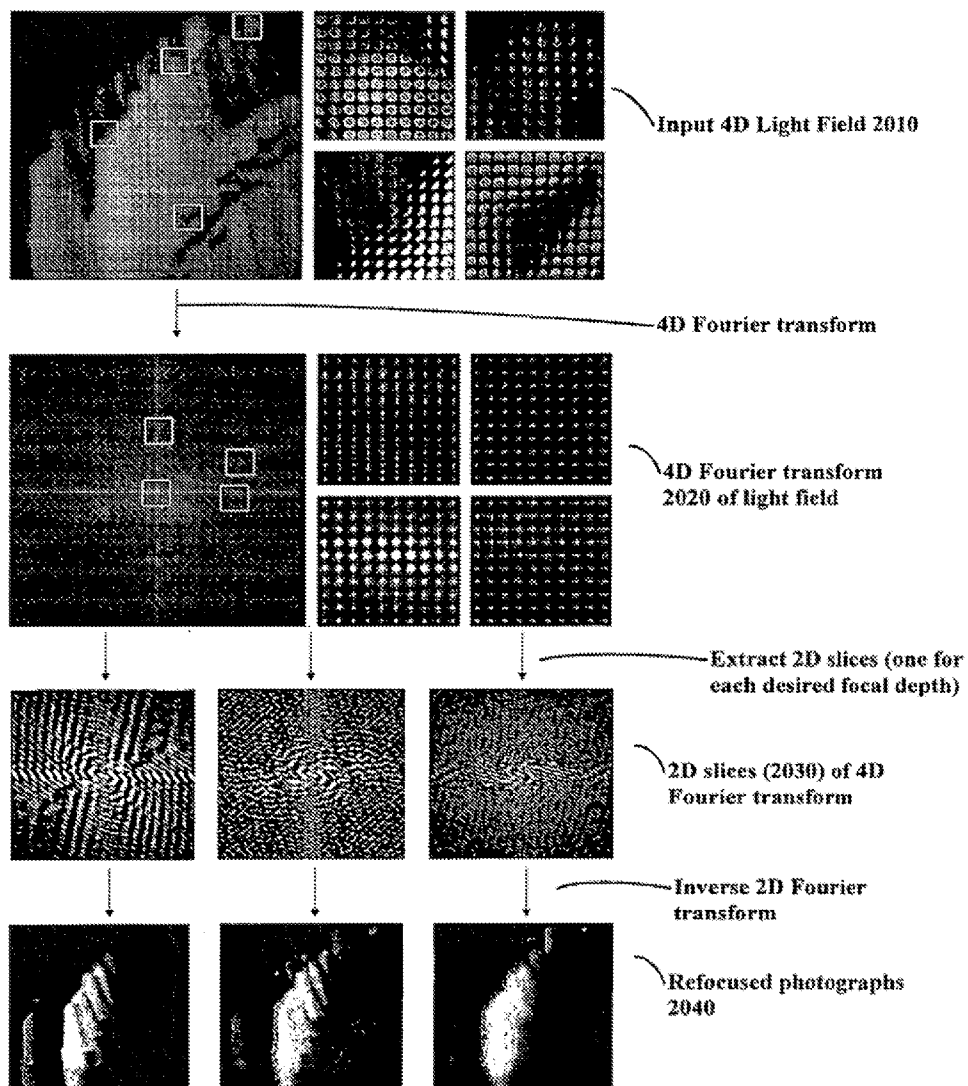 Input 4D Light Field 2010
4D Fourier transform
4D Fourier transform
2020 of light field
Extract 2D slices (one for
each desired focal depth)
2D slices (2030) of 4D
Fourier transform
Inverse 2D Fourier
transform
Refocused photographs
2040